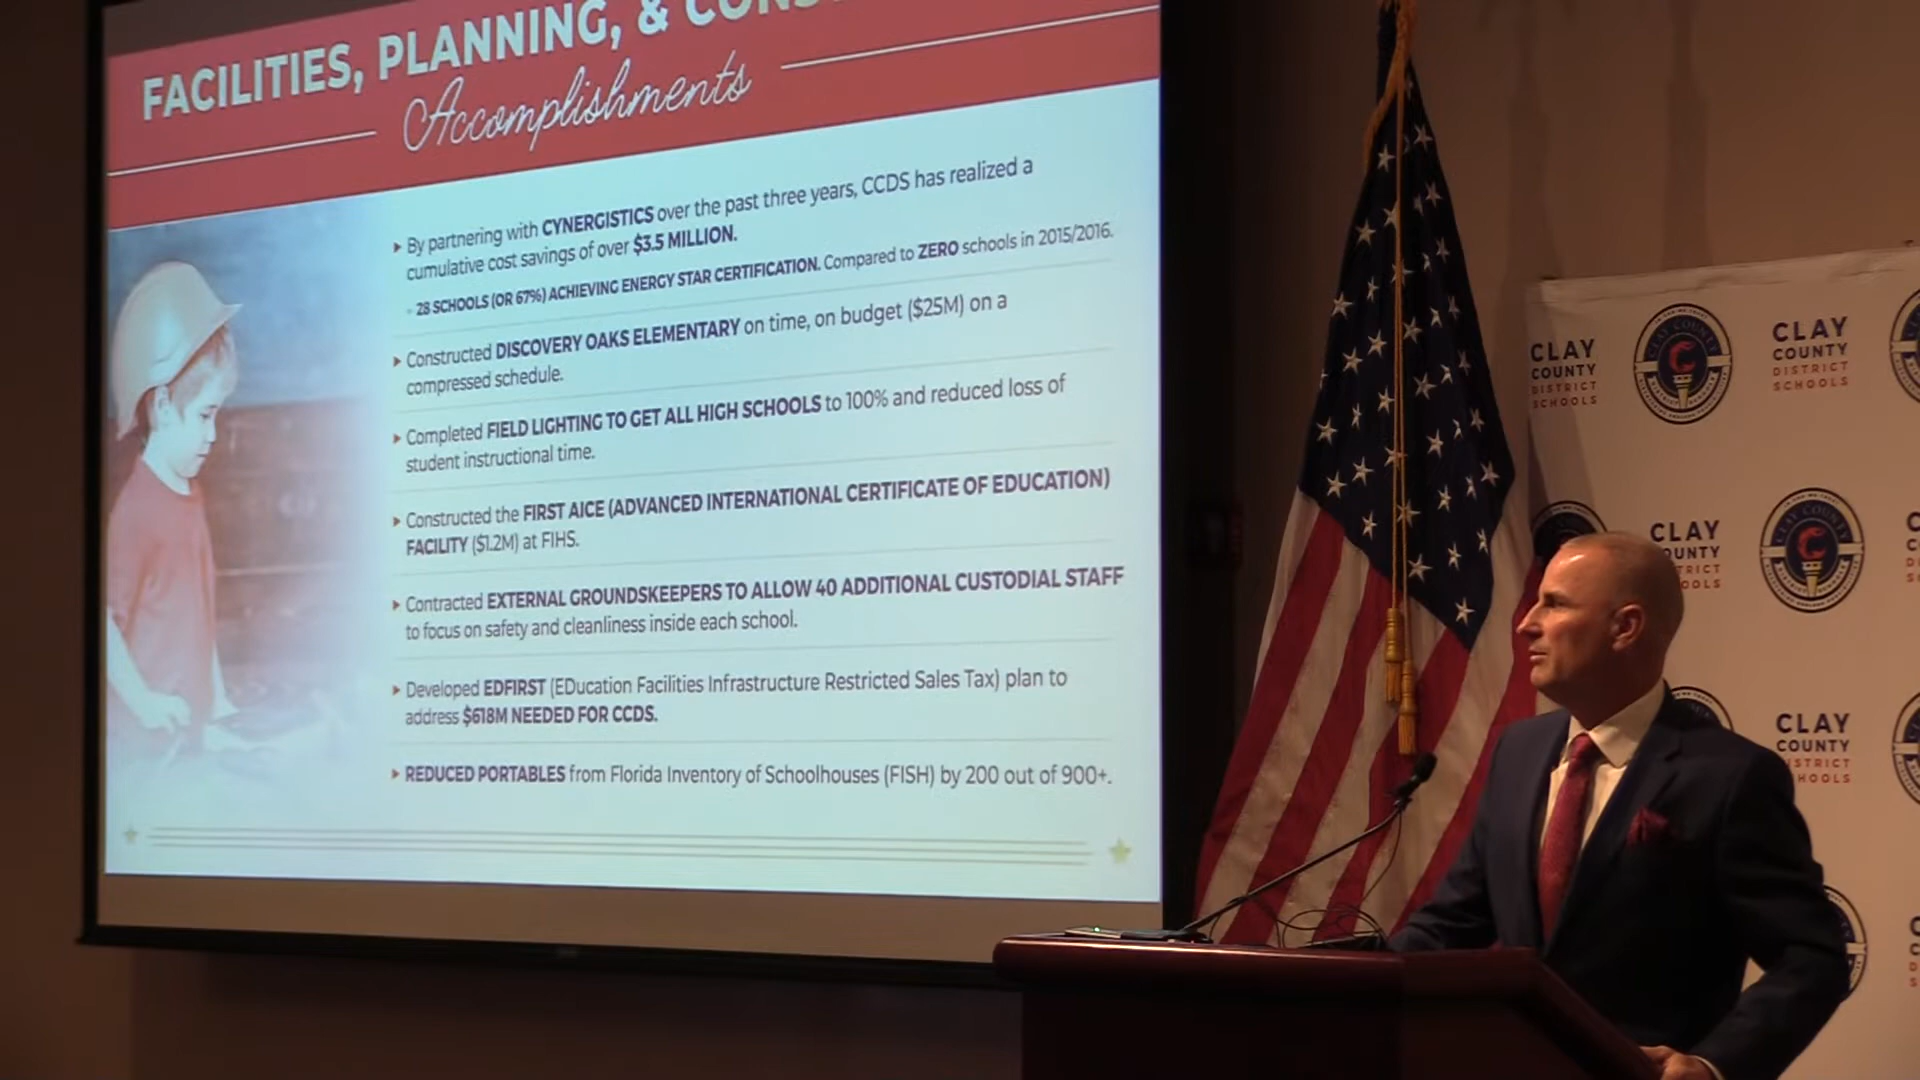 FACILITIES, PLANNING, &
Accomplishments
▸ By partnering with CYNERGISTICS over the past three years, CCDS has realized a
cumulative cost savings of over $3.5 MILLION.
◦ 28 SCHOOLS (OR 67%) ACHIEVING ENERGY STAR CERTIFICATION. Compared to ZERO schools in 2015/2016.
▸ Constructed DISCOVERY OAKS ELEMENTARY on time, on budget ($25M) on a
compressed schedule.
▸ Completed FIELD LIGHTING TO GET ALL HIGH SCHOOLS to 100% and reduced loss of
student instructional time.
▸ Constructed the FIRST AICE (ADVANCED INTERNATIONAL CERTIFICATE OF EDUCATION)
FACILITY ($1.2M) at FIHS.
▸ Contracted EXTERNAL GROUNDSKEEPERS TO ALLOW 40 ADDITIONAL CUSTODIAL STAFF
to focus on safety and cleanliness inside each school.
▸ Developed EDFIRST (EDucation Facilities Infrastructure Restricted Sales Tax) plan to
address $618M NEEDED FOR CCDS.
▸ REDUCED PORTABLES from Florida Inventory of Schoolhouses (FISH) by 200 out of 900+.
CLAY
COUNTY
DISTRICT
SCHOOLS
CLAY COUNTY
CLAY
COUNTY
DISTRICT
SCHOOLS
CLAY
CLAY COUNTY
CLAY
COUNTY